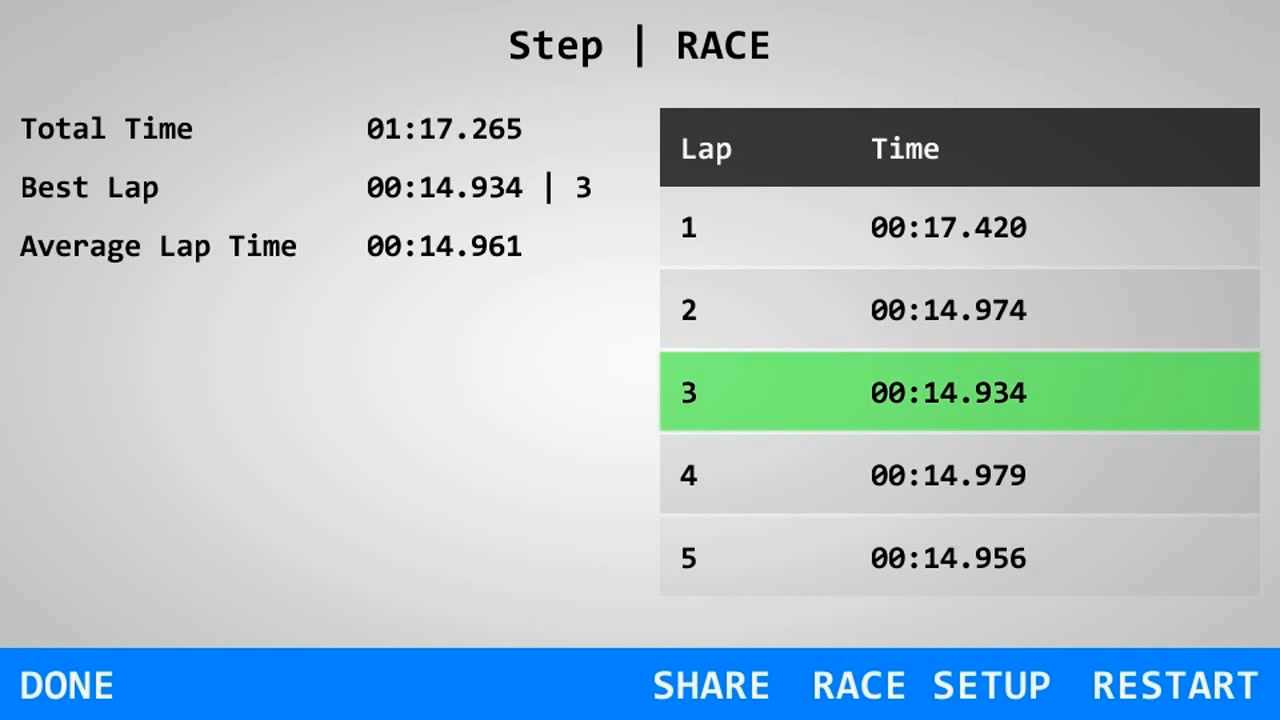 Step | RACE
Total Time 01:17.265
Best Lap 00:14.934 | 3
Average Lap Time 00:14.961
Lap Time
1 00:17.420
2 00:14.974
3 00:14.934
4 00:14.979
5 00:14.956
DONE SHARE RACE SETUP RESTART